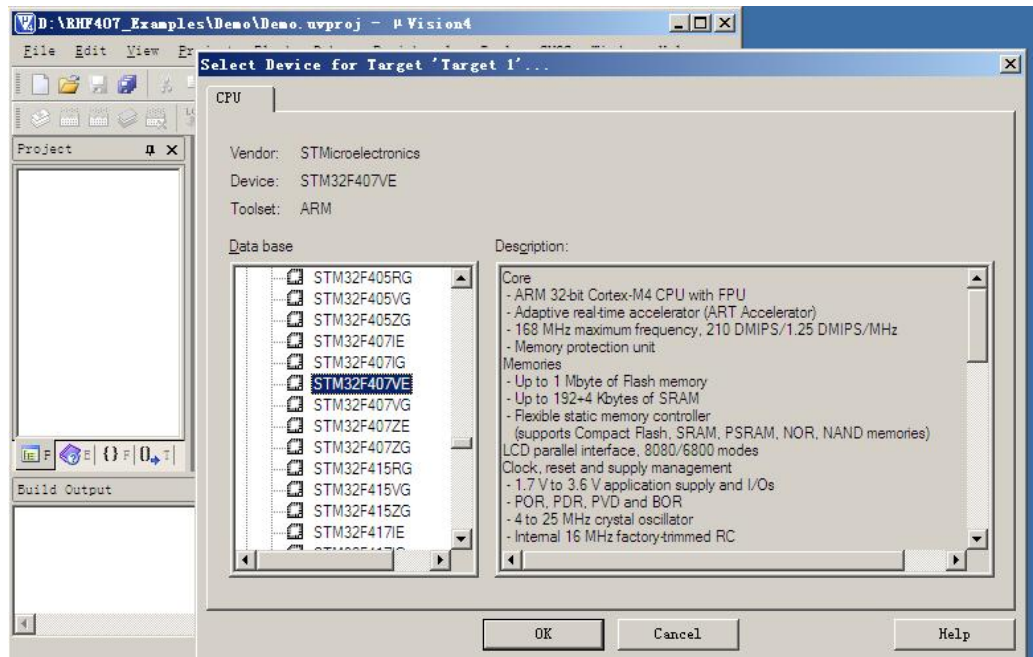 D:\RHF407_Examples\Demo\Demo.uvproj - µVision4
File Edit View
Select Device for Target 'Target 1'...
CPU
Project
Vendor: STMicroelectronics
Device: STM32F407VE
Toolset: ARM
Data base
Description:
STM32F405RG
STM32F405VG
STM32F405ZG
STM32F407IE
STM32F407IG
STM32F407VE
STM32F407VG
STM32F407ZE
STM32F407ZG
STM32F415RG
STM32F415VG
STM32F415ZG
STM32F417IE
Core
- ARM 32-bit Cortex-M4 CPU with FPU
- Adaptive real-time accelerator (ART Accelerator)
- 168 MHz maximum frequency, 210 DMIPS/1.25 DMIPS/MHz
- Memory protection unit
Memories
- Up to 1 Mbyte of Flash memory
- Up to 192+4 Kbytes of SRAM
- Flexible static memory controller
(supports Compact Flash, SRAM, PSRAM, NOR, NAND memories)
LCD parallel interface, 8080/6800 modes
Clock, reset and supply management
- 1.7 V to 3.6 V application supply and I/Os
- POR, PDR, PVD and BOR
- 4 to 25 MHz crystal oscillator
- Internal 16 MHz factory-trimmed RC
Build Output
OK Cancel Help